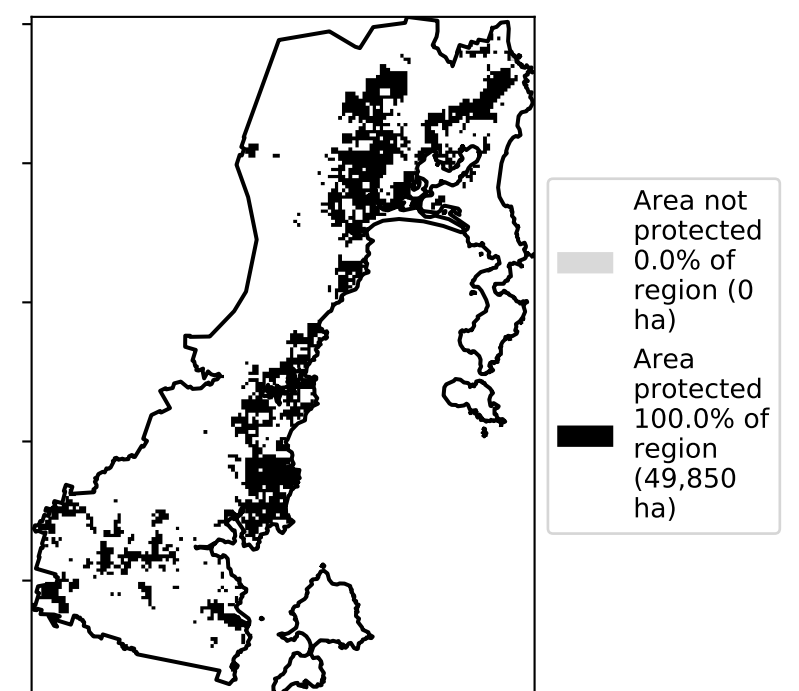 Area not
protected
0.0% of
region (0
ha)
Area
protected
100.0% of
region
(49,850
ha)